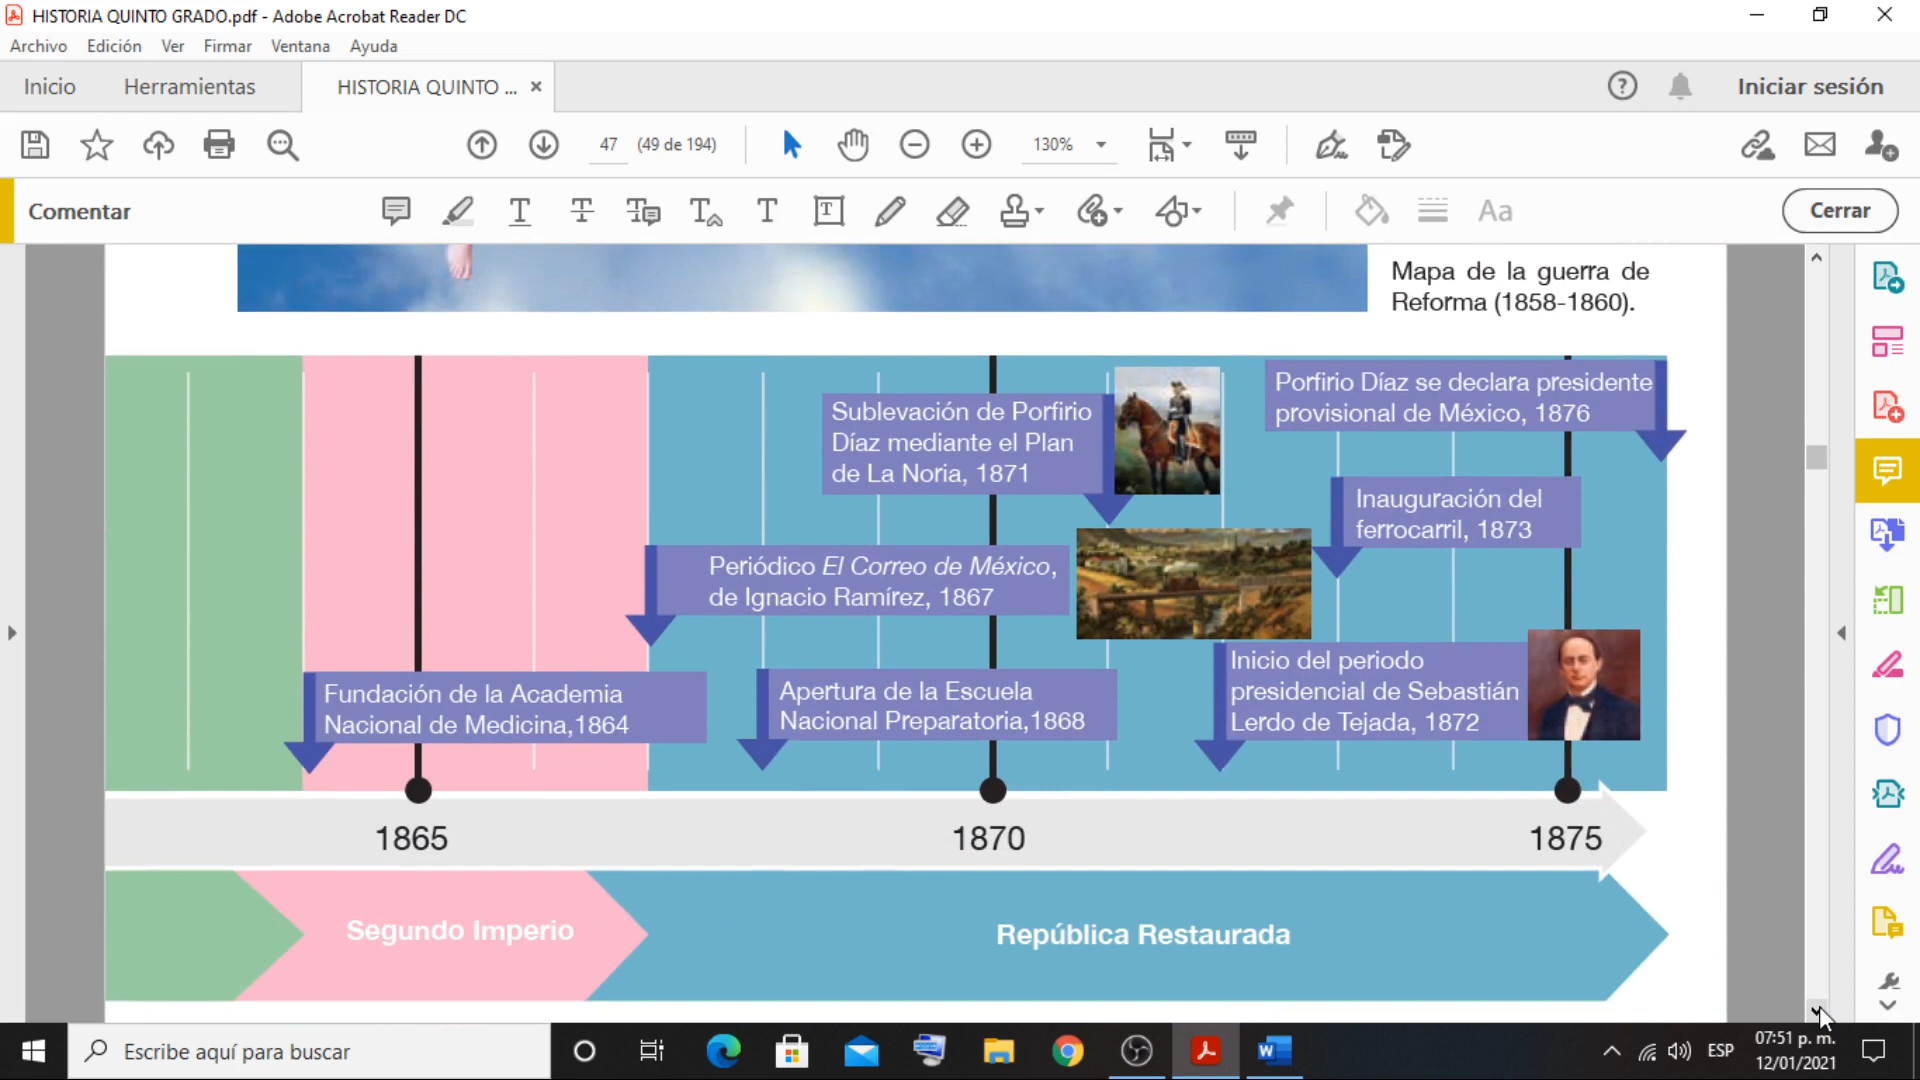 HISTORIA QUINTO GRADO.pdf - Adobe Acrobat Reader DC
Archivo Edición Ver Firmar Ventana Ayuda
Inicio Herramientas HISTORIA QUINTO ... × Iniciar sesión
47 (49 de 194) 130%
Comentar T T T T T T Aa Cerrar
Mapa de la guerra de
Reforma (1858-1860).
Porfirio Díaz se declara presidente
provisional de México, 1876
Sublevación de Porfirio
Díaz mediante el Plan
de La Noria, 1871
Inauguración del
ferrocarril, 1873
Periódico El Correo de México,
de Ignacio Ramírez, 1867
Inicio del periodo
presidencial de Sebastián
Lerdo de Tejada, 1872
Fundación de la Academia
Nacional de Medicina,1864
Apertura de la Escuela
Nacional Preparatoria,1868
1865 1870 1875
Segundo Imperio República Restaurada
Escribe aquí para buscar
ESP
07:51 p. m.
12/01/2021